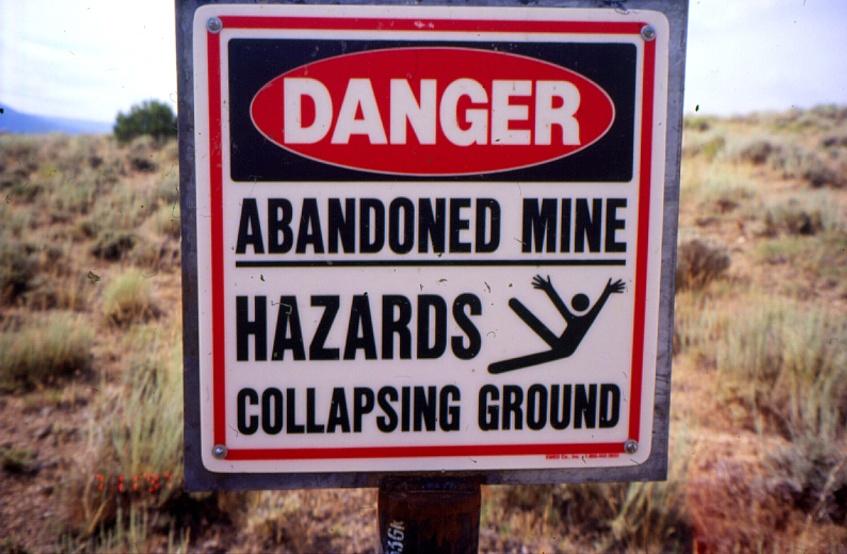 DANGER
ABANDONED MINE
HAZARDS
COLLAPSING GROUND